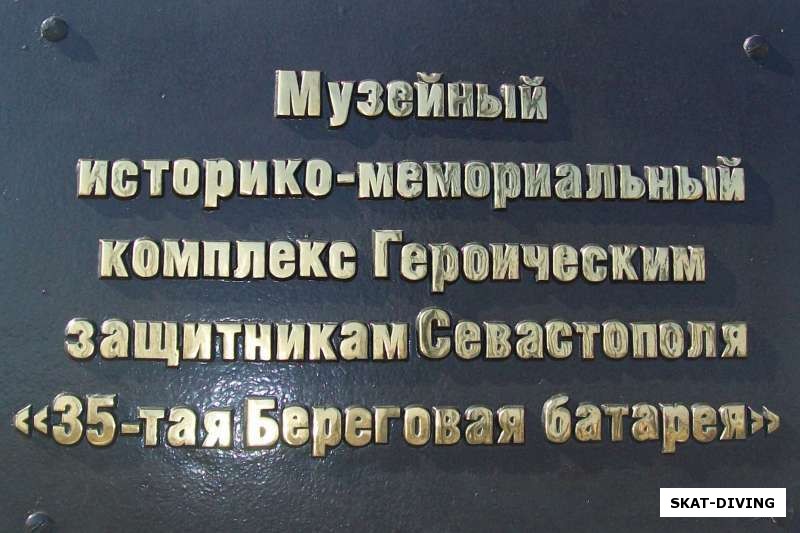 Музейный
историко-мемориальный
комплекс Героическим
защитникам Севастополя
«35-тая Береговая батарея»
SKAT-DIVING